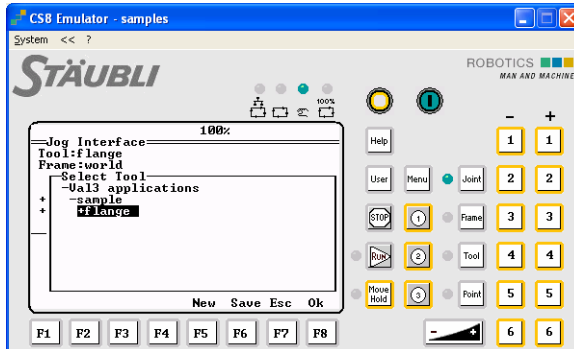 CS8 Emulator - samples
System << ?
STÄUBLI
ROBOTICS
MAN AND MACHINE
100%
100%
Jog Interface
Tool:flange
Frame:world
Select Tool
-Val3 applications
+ -sample
+ +flange
New Save Esc Ok
F1 F2 F3 F4 F5 F6 F7 F8
- +
Help 1 1
User Menu Joint 2 2
STOP 1 Frame 3 3
RUN 2 Tool 4 4
Move Hold 3 Point 5 5
- + 6 6